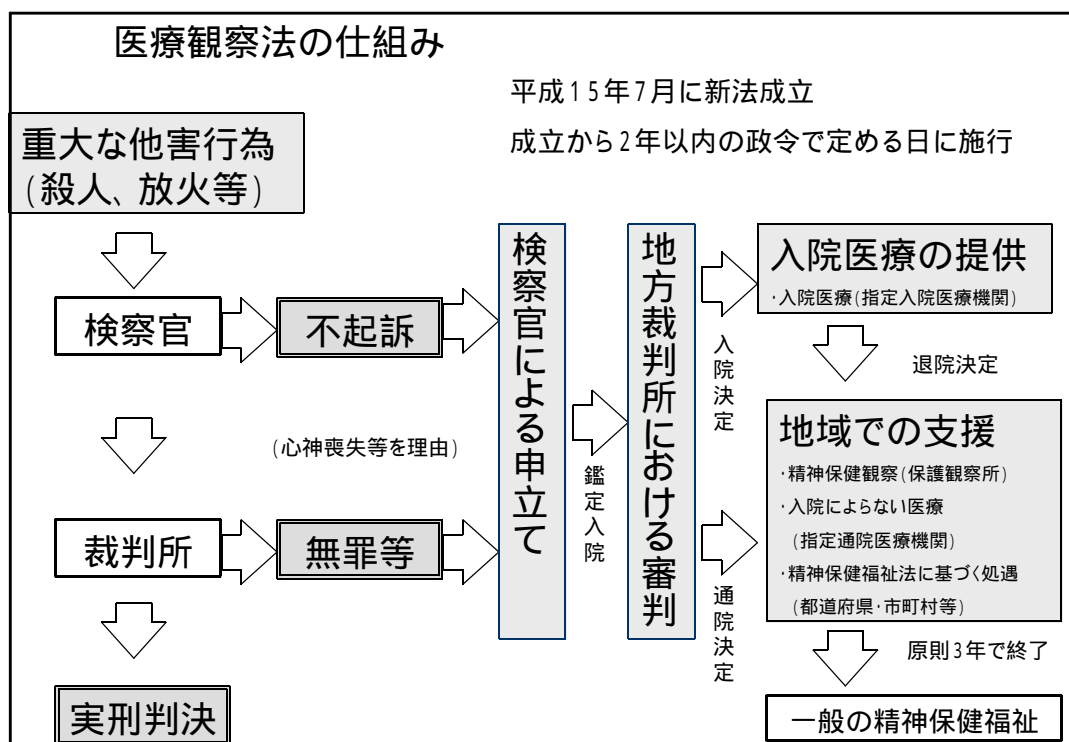 医療観察法の仕組み
平成15年7月に新法成立
成立から2年以内の政令で定める日に施行
重大な他害行為
(殺人、放火等)
検察官
不起訴
(心神喪失等を理由)
裁判所
無罪等
実刑判決
検察官による申立て
鑑定入院
地方裁判所における審判
入院決定
通院決定
入院医療の提供
・入院医療(指定入院医療機関)
退院決定
地域での支援
・精神保健観察(保護観察所)
・入院によらない医療
(指定通院医療機関)
・精神保健福祉法に基づく処遇
(都道府県・市町村等)
原則3年で終了
一般の精神保健福祉